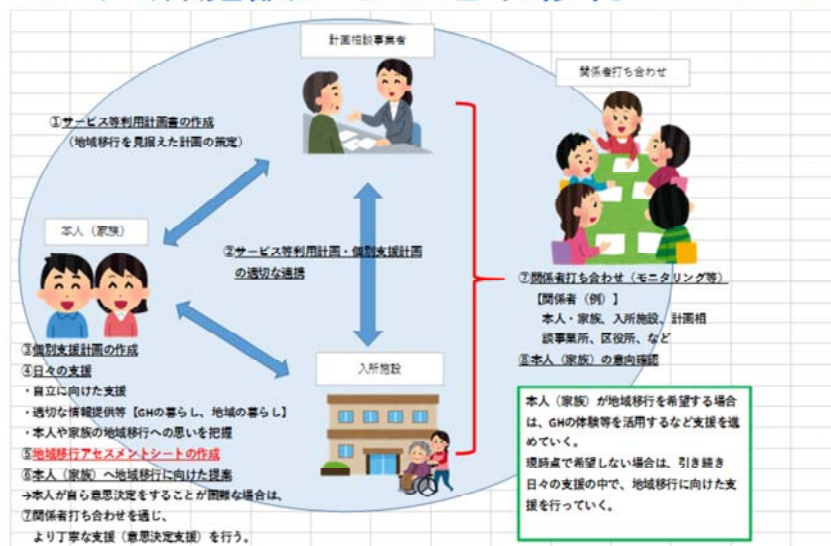 計画相談事業者
関係者打ち合わせ
①サービス等利用計画書の作成
（地域移行を見据えた計画の策定）
本人（家族）
②サービス等利用計画・個別支援計画
の適切な連携
⑦関係者打ち合わせ（モニタリング等）
【関係者（例）】
本人・家族、入所施設、計画相
談事業所、区役所、など
⑧本人（家族）の意向確認
③個別支援計画の作成
④日々の支援
・自立に向けた支援
・適切な情報提供等【GHの暮らし、地域の暮らし】
・本人や家族の地域移行への思いを把握
⑤地域移行アセスメントシートの作成
⑥本人（家族）へ地域移行に向けた提案
→本人が自ら意思決定をすることが困難な場合は、
⑦関係者打ち合わせを通じ、
より丁寧な支援（意思決定支援）を行う。
入所施設
本人（家族）が地域移行を希望する場合
は、GHの体験等を活用するなど支援を進
めていく。
現時点で希望しない場合は、引き続き
日々の支援の中で、地域移行に向けた支
援を行っていく。